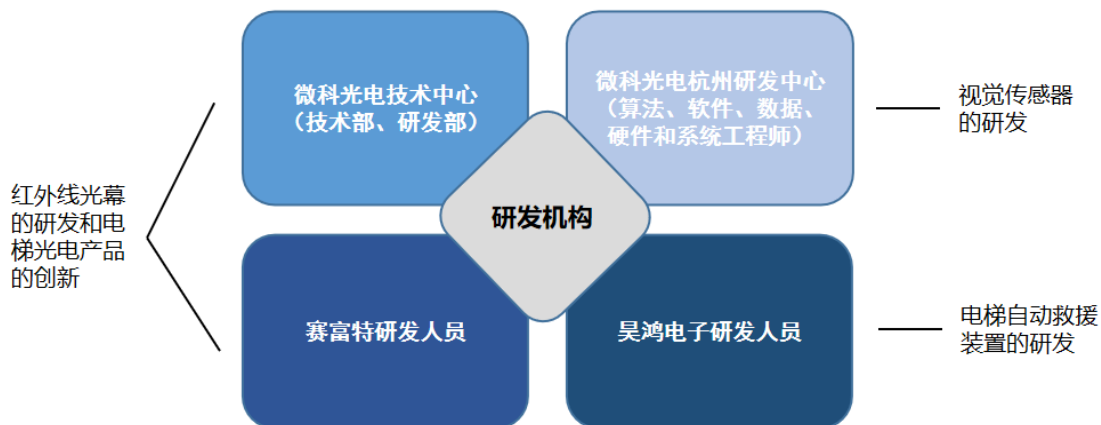 微科光电技术中心
（技术部、研发部）
微科光电杭州研发中心
（算法、软件、数据、
硬件和系统工程师）
视觉传感器
的研发
红外线光幕
的研发和电
梯光电产品
的创新
研发机构
赛富特研发人员
昊鸿电子研发人员
电梯自动救援
装置的研发